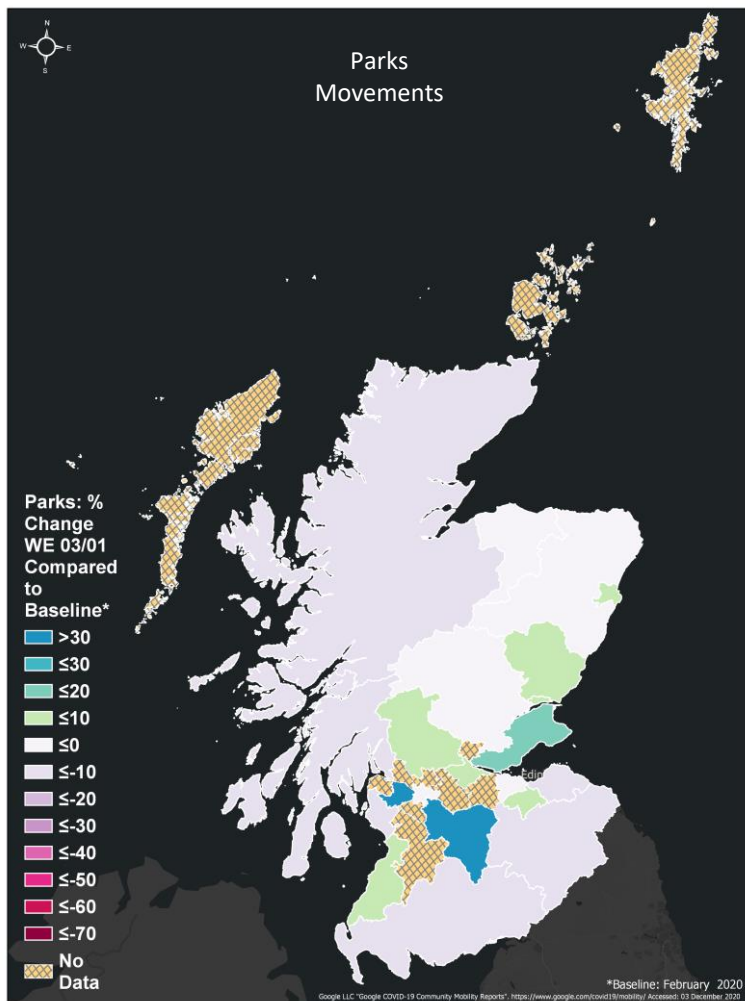 N
W E
S
Parks
Movements
Parks: %
Change
WE 03/01
Compared
to
Baseline*
>30
≤30
≤20
≤10
≤0
≤-10
≤-20
≤-30
≤-40
≤-50
≤-60
≤-70
No
Data
Edin
*Baseline: February 2020
Google LLC "Google COVID-19 Community Mobility Reports". https://www.google.com/covid19/mobility/ Accessed: 03 December 2020